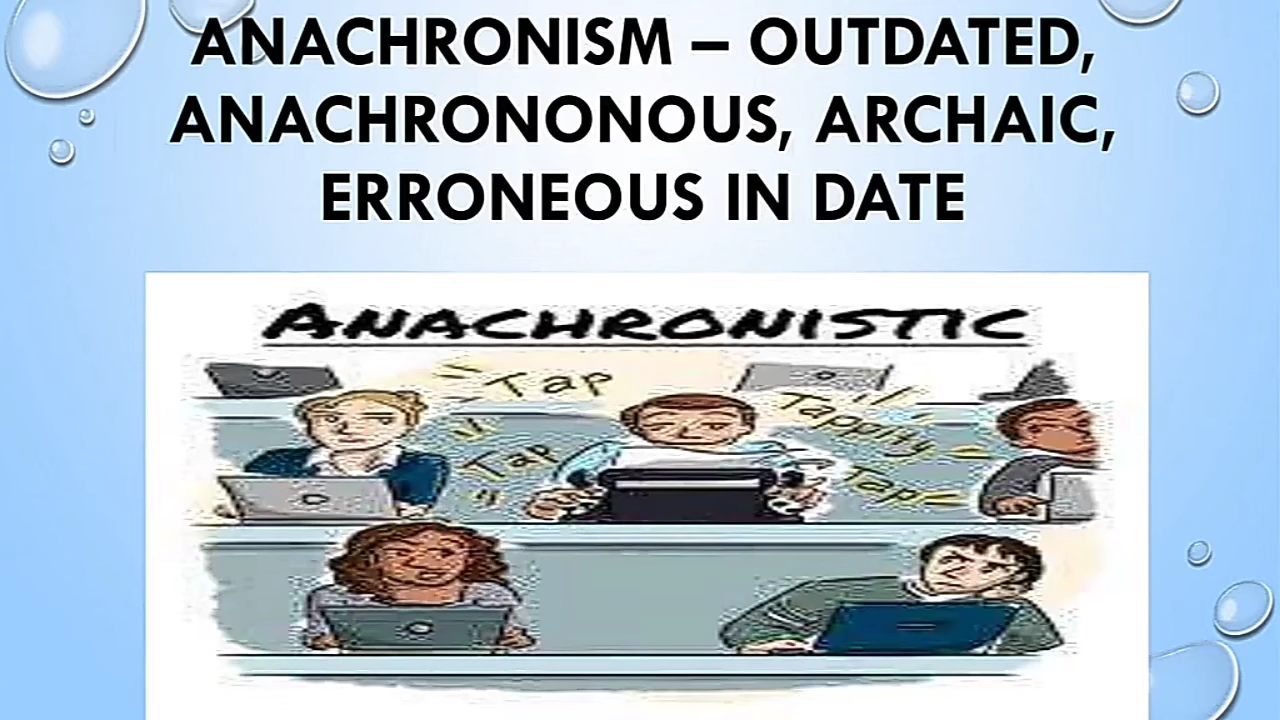 ANACHRONISM – OUTDATED,
ANACHRONONOUS, ARCHAIC,
ERRONEOUS IN DATE
ANACHRONISTIC
TAP
TAPPITY
TAP
TAP